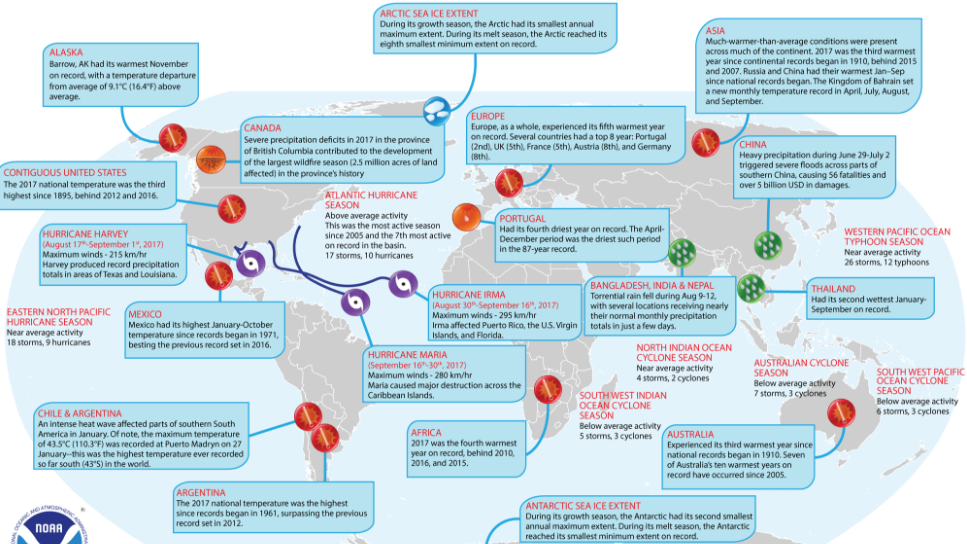 ARCTIC SEA ICE EXTENT
During its growth season, the Arctic had its smallest annual
maximum extent. During its melt season, the Arctic reached its
eighth smallest minimum extent on record.
ALASKA
Barrow, AK had its warmest November
on record, with a temperature departure
from average of 9.1°C (16.4°F) above
average.
ASIA
Much-warmer-than-average conditions were present
across much of the continent. 2017 was the third warmest
year since continental records began in 1910, behind 2015
and 2007. Russia and China had their warmest Jan–Sep
since national records began. The Kingdom of Bahrain set
a new monthly temperature record in April, July, August,
and September.
CANADA
Severe precipitation deficits in 2017 in the province
of British Columbia contributed to the development
of the largest wildfire season (2.5 million acres of land
affected) in the province's history
EUROPE
Europe, as a whole, experienced its fifth warmest year
on record. Several countries had a top 8 year: Portugal
(2nd), UK (5th), France (5th), Austria (8th), and Germany
(8th).
CHINA
Heavy precipitation during June 29-July 2
triggered severe floods across parts of
southern China, causing 56 fatalities and
over 5 billion USD in damages.
CONTIGUOUS UNITED STATES
The 2017 national temperature was the third
highest since 1895, behind 2012 and 2016.
ATLANTIC HURRICANE
SEASON
Above average activity
This was the most active season
since 2005 and the 7th most active
on record in the basin.
17 storms, 10 hurricanes
PORTUGAL
Had its fourth driest year on record. The April-
December period was the driest such period
in the 87-year record.
HURRICANE HARVEY
(August 17th-September 1st, 2017)
Maximum winds - 215 km/hr
Harvey produced record precipitation
totals in areas of Texas and Louisiana.
WESTERN PACIFIC OCEAN
TYPHOON SEASON
Near average activity
26 storms, 12 typhoons
HURRICANE IRMA
(August 30th-September 16th, 2017)
Maximum winds - 295 km/hr
Irma affected Puerto Rico, the U.S. Virgin
Islands, and Florida.
BANGLADESH, INDIA & NEPAL
Torrential rain fell during Aug 9-12,
with several locations receiving nearly
their normal monthly precipitation
totals in just a few days.
THAILAND
Had its second wettest January-
September on record.
EASTERN NORTH PACIFIC
HURRICANE SEASON
Near average activity
18 storms, 9 hurricanes
MEXICO
Mexico had its highest January-October
temperature since records began in 1971,
besting the previous record set in 2016.
HURRICANE MARIA
(September 16th-30th, 2017)
Maximum winds - 280 km/hr
Maria caused major destruction across the
Caribbean Islands.
NORTH INDIAN OCEAN
CYCLONE SEASON
Near average activity
4 storms, 2 cyclones
AUSTRALIAN CYCLONE
SEASON
Below average activity
7 storms, 3 cyclones
SOUTH WEST PACIFIC
OCEAN CYCLONE
SEASON
Below average activity
6 storms, 3 cyclones
SOUTH WEST INDIAN
OCEAN CYCLONE
SEASON
Below average activity
5 storms, 3 cyclones
CHILE & ARGENTINA
An intense heat wave affected parts of southern South
America in January. Of note, the maximum temperature
of 43.5°C (110.3°F) was recorded at Puerto Madryn on 27
January--this was the highest temperature ever recorded
so far south (43°S) in the world.
AFRICA
2017 was the fourth warmest
year on record, behind 2010,
2016, and 2015.
AUSTRALIA
Experienced its third warmest year since
national records began in 1910. Seven
of Australia's ten warmest years on
record have occurred since 2005.
ARGENTINA
The 2017 national temperature was the highest
since records began in 1961, surpassing the previous
record set in 2012.
ANTARCTIC SEA ICE EXTENT
During its growth season, the Antarctic had its second smallest
annual maximum extent. During its melt season, the Antarctic
reached its smallest minimum extent on record.
NOAA